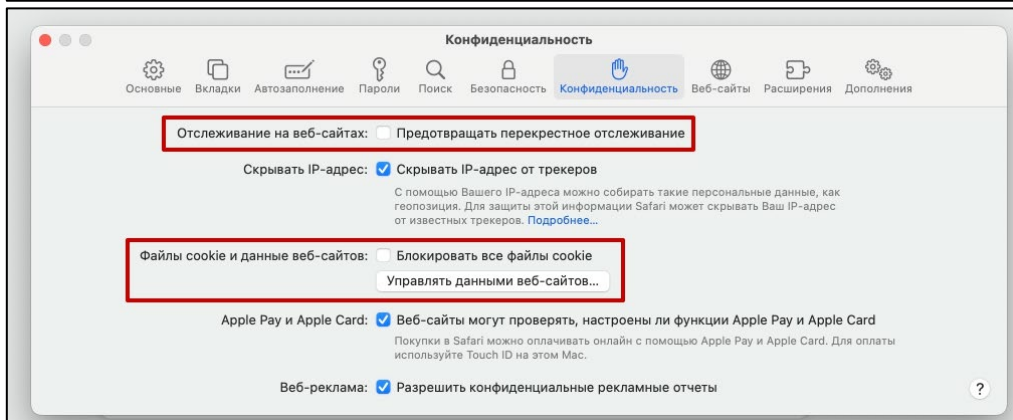 Конфиденциальность
Основные Вкладки Автозаполнение Пароли Поиск Безопасность Конфиденциальность Веб-сайты Расширения Дополнения
Отслеживание на веб-сайтах: Предотвращать перекрестное отслеживание
Скрывать IP-адрес: Скрывать IP-адрес от трекеров
С помощью Вашего IP-адреса можно собирать такие персональные данные, как
геопозиция. Для защиты этой информации Safari может скрывать Ваш IP-адрес
от известных трекеров. Подробнее...
Файлы cookie и данные веб-сайтов: Блокировать все файлы cookie
Управлять данными веб-сайтов...
Apple Pay и Apple Card: Веб-сайты могут проверять, настроены ли функции Apple Pay и Apple Card
Покупки в Safari можно оплачивать онлайн с помощью Apple Pay и Apple Card. Для оплаты
используйте Touch ID на этом Mac.
Веб-реклама: Разрешить конфиденциальные рекламные отчеты
?